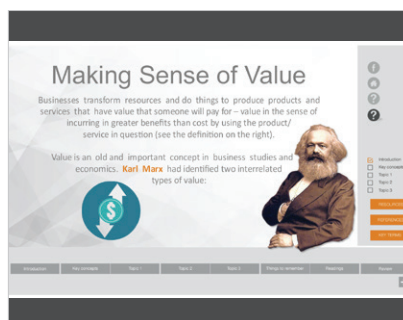 Making Sense of Value
Businesses transform resources and do things to produce products and
services that have value that someone will pay for – value in the sense of
incurring in greater benefits than cost by using the product/
service in question (see the definition on the right).
Value is an old and important concept in business studies and
economics. Karl Marx had identified two interrelated
types of value:
$
f
?
?
Introduction
Key concepts
Topic 1
Topic 2
Topic 3
KEY TERMS
Introduction
Key concepts
Topic 1
Topic 2
Topic 3
Things to remember
Readings
Review